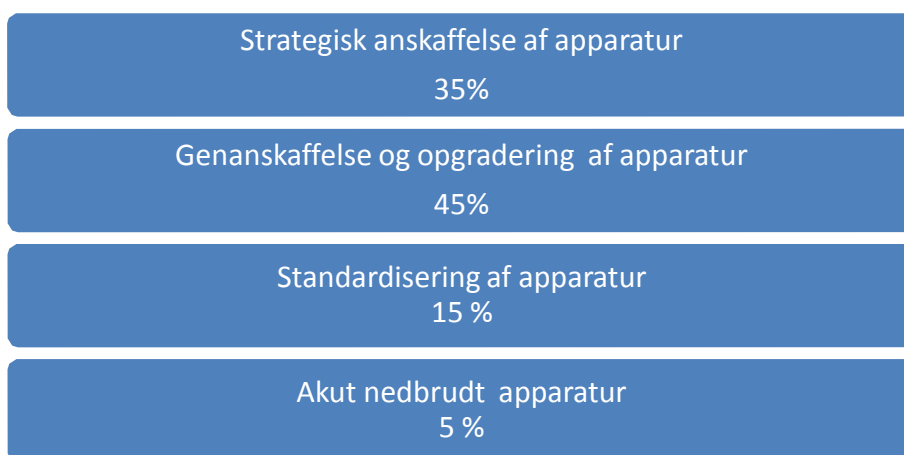 Strategisk anskaffelse af apparatur
35%
Genanskaffelse og opgradering af apparatur
45%
Standardisering af apparatur
15 %
Akut nedbrudt apparatur
5 %